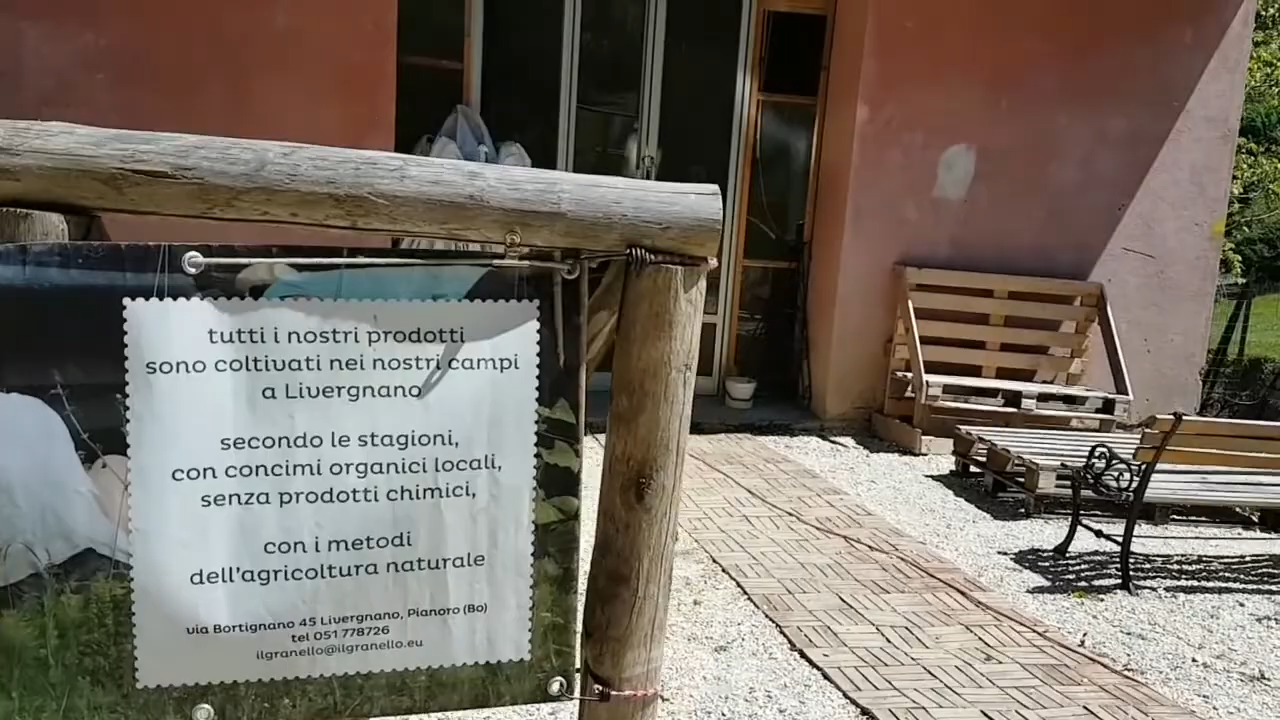 tutti i nostri prodotti
sono coltivati nei nostri campi
a Livergnano
secondo le stagioni,
con concimi organici locali,
senza prodotti chimici,
con i metodi
dell'agricoltura naturale
via Bortignano 45 Livergnano, Pianoro (Bo)
tel 051 778726
ilgranello@ilgranello.eu